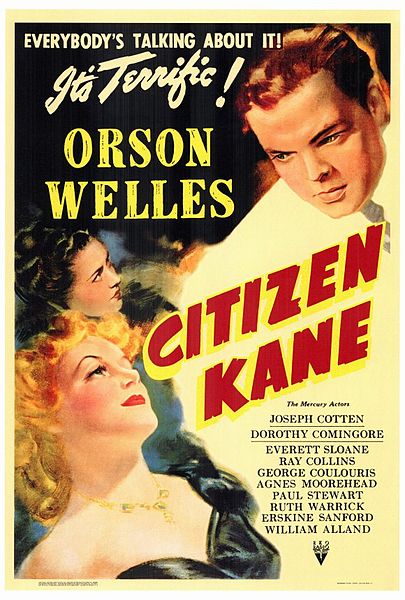 EVERYBODY'S TALKING ABOUT IT!
It's Terrific!
ORSON
WELLES
CITIZEN
KANE
The Mercury Actors
JOSEPH COTTEN
DOROTHY COMINGORE
EVERETT SLOANE
RAY COLLINS
GEORGE COULOURIS
AGNES MOOREHEAD
PAUL STEWART
RUTH WARRICK
ERSKINE SANFORD
WILLIAM ALLAND
RKO